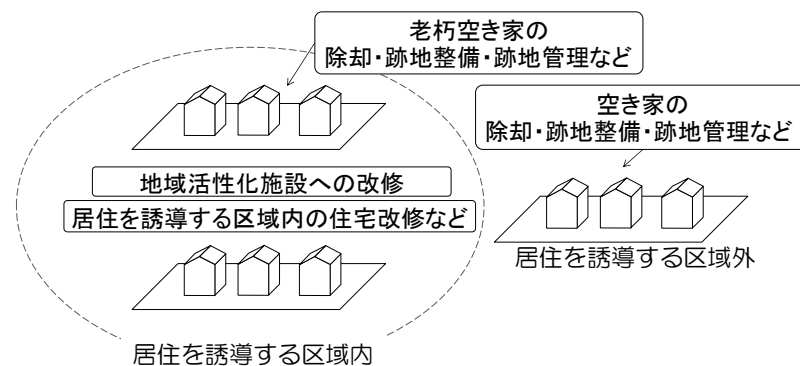 老朽空き家の
除却・跡地整備・跡地管理など
空き家の
除却・跡地整備・跡地管理など
地域活性化施設への改修
居住を誘導する区域内の住宅改修など
居住を誘導する区域外
居住を誘導する区域内